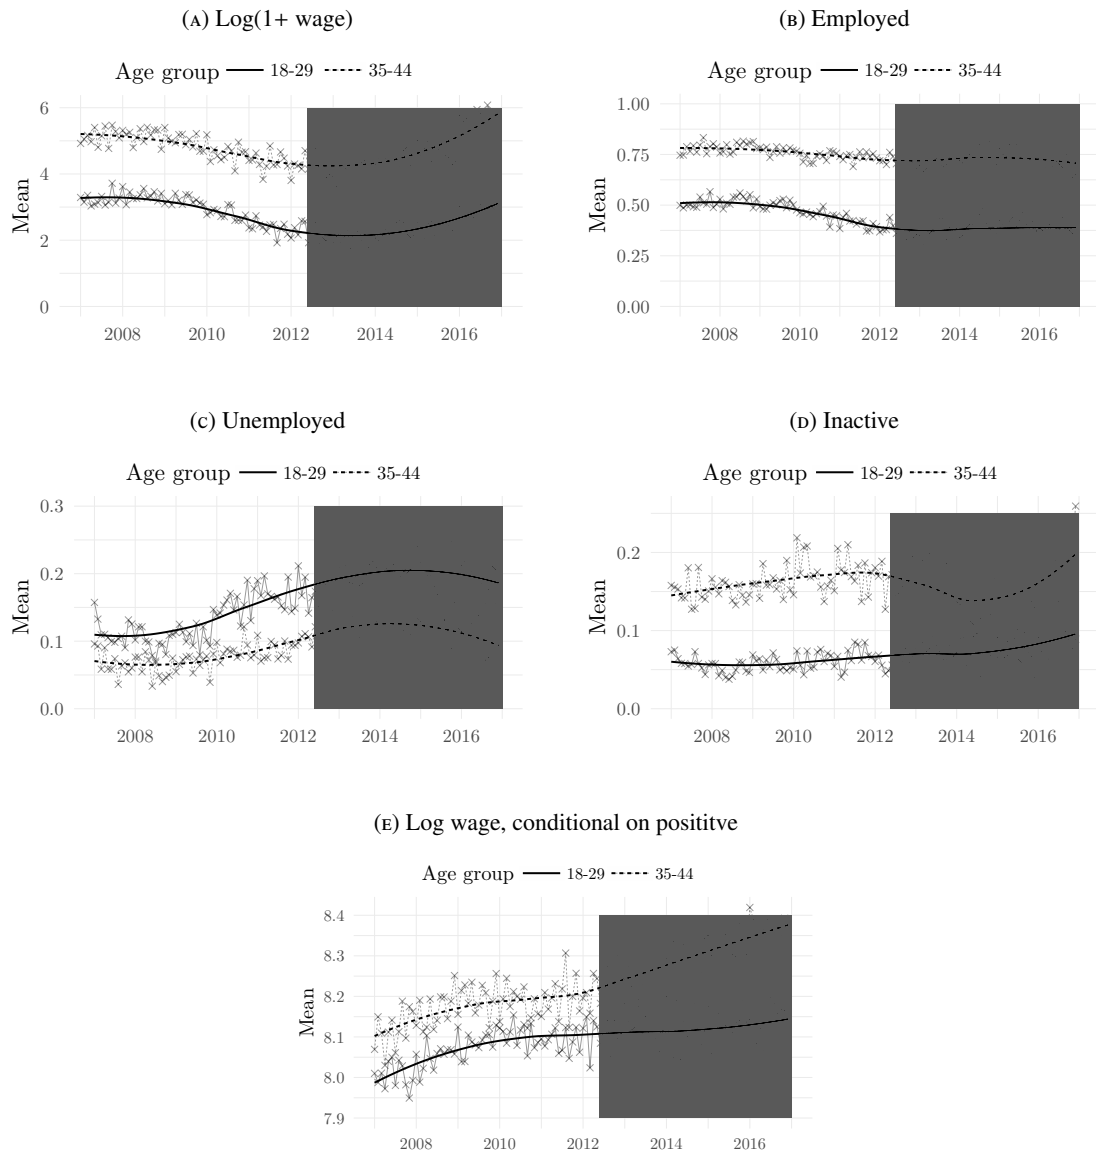 (A) Log(1+ wage)
Age group 18-29 35-44
Mean
6
4
2
0
2008 2010 2012 2014 2016
(B) Employed
Age group 18-29 35-44
Mean
1.00
0.75
0.50
0.25
0.00
2008 2010 2012 2014 2016
(C) Unemployed
Age group 18-29 35-44
Mean
0.3
0.2
0.1
0.0
2008 2010 2012 2014 2016
(D) Inactive
Age group 18-29 35-44
Mean
0.2
0.1
0.0
2008 2010 2012 2014 2016
(E) Log wage, conditional on posititve
Age group 18-29 35-44
Mean
8.4
8.3
8.2
8.1
8.0
7.9
2008 2010 2012 2014 2016